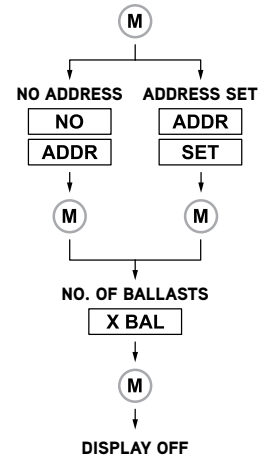 M
NO ADDRESS ADDRESS SET
NO ADDR
ADDR SET
M M
NO. OF BALLASTS
X BAL
M
DISPLAY OFF